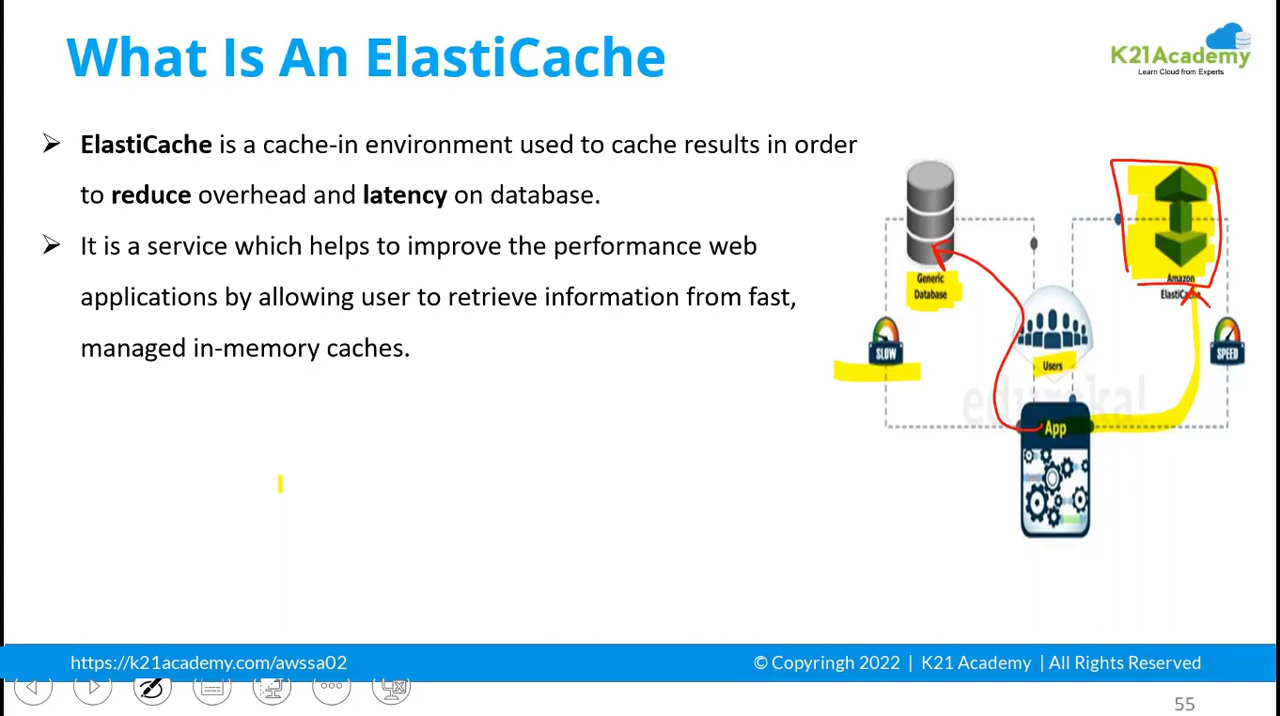 What Is An ElastiCache
K21Academy
Learn Cloud from Experts
ElastiCache is a cache-in environment used to cache results in order
to reduce overhead and latency on database.
It is a service which helps to improve the performance web
applications by allowing user to retrieve information from fast,
managed in-memory caches.
Generic
Database
Amazon
ElastiCache
SLOW
Users
SPEED
edureka!
App
https://k21academy.com/awssa02
© Copyringh 2022 | K21 Academy | All Rights Reserved
55